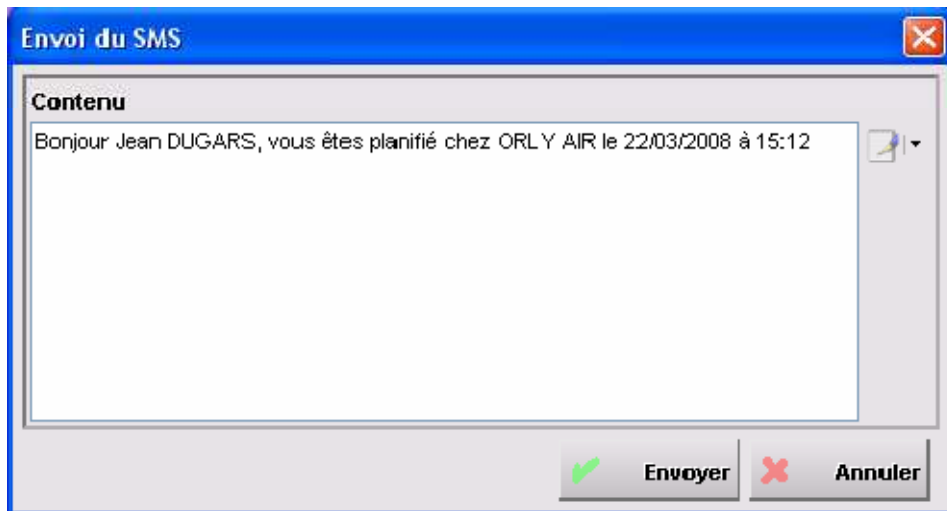 Envoi du SMS
Contenu
Bonjour Jean DUGARS, vous êtes planifié chez ORLY AIR le 22/03/2008 à 15:12
Envoyer
Annuler